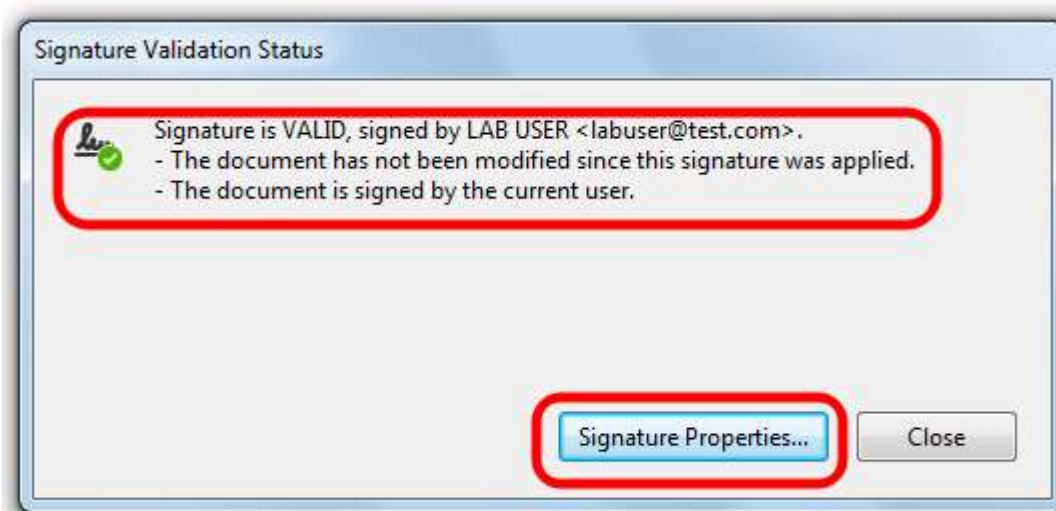 Signature Validation Status
Signature is VALID, signed by LAB USER <labuser@test.com>.
- The document has not been modified since this signature was applied.
- The document is signed by the current user.
Signature Properties...
Close